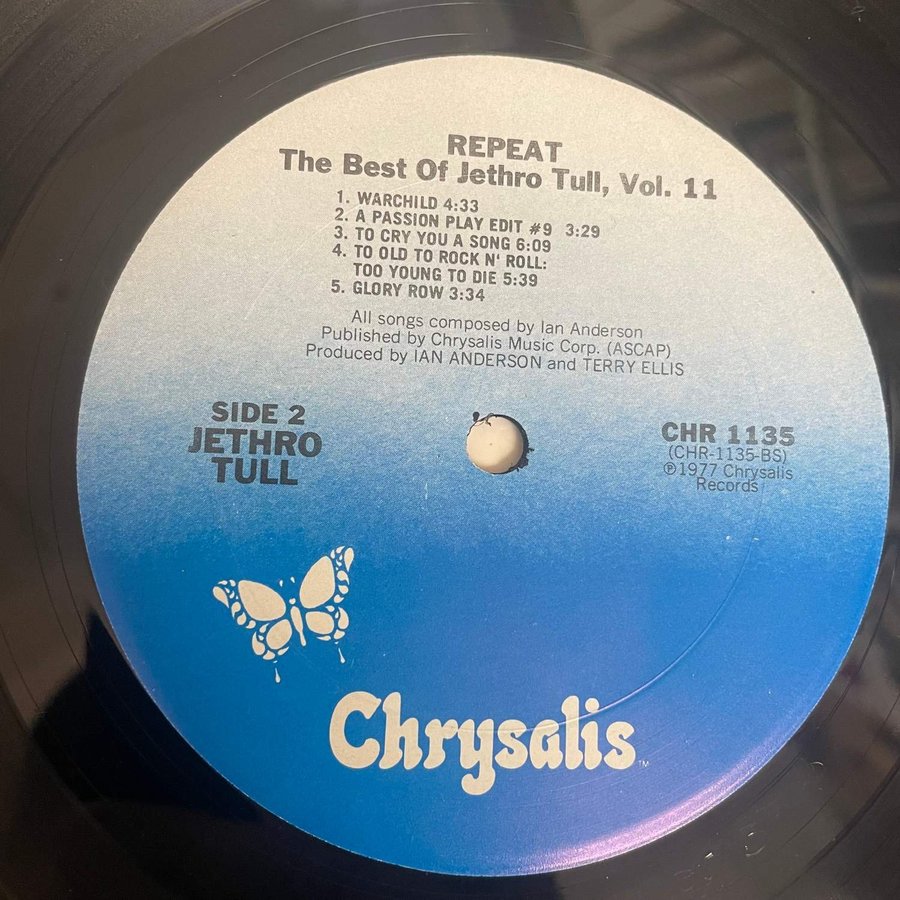 REPEAT
The Best Of Jethro Tull, Vol. 11
1. WARCHILD 4:33
2. A PASSION PLAY EDIT #9 3:29
3. TO CRY YOU A SONG 6:09
4. TO OLD TO ROCK N' ROLL:
TOO YOUNG TO DIE 5:39
5. GLORY ROW 3:34
All songs composed by Ian Anderson
Published by Chrysalis Music Corp. (ASCAP)
Produced by IAN ANDERSON and TERRY ELLIS
SIDE 2
JETHRO
TULL
CHR 1135
(CHR-1135-BS)
℗1977 Chrysalis
Records
Chrysalis™